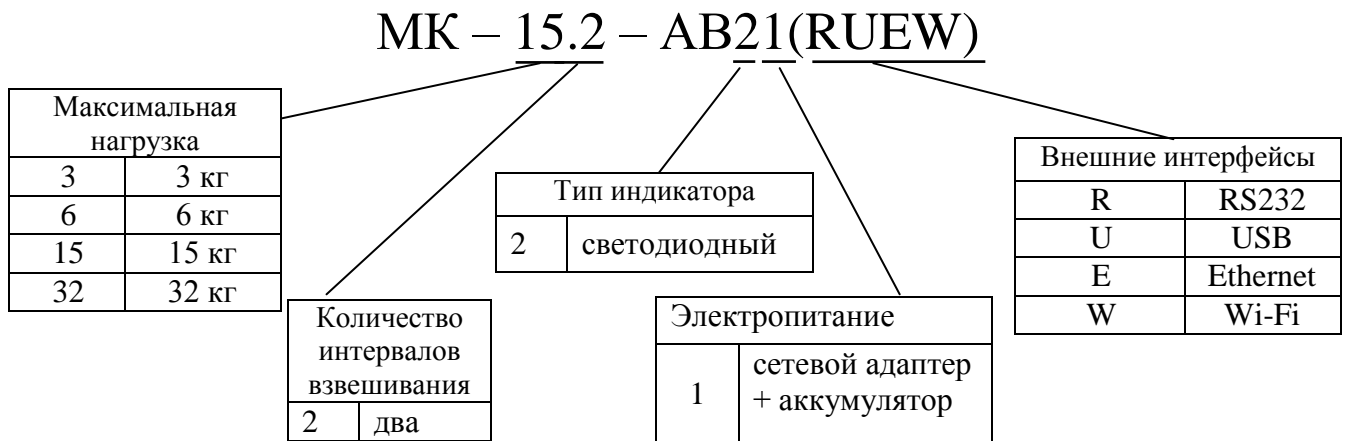 МК – 15.2 – АВ21(RUEW)
Максимальная
нагрузка
3 3 кг
6 6 кг
15 15 кг
32 32 кг
Количество
интервалов
взвешивания
2 два
Тип индикатора
2 светодиодный
Электропитание
1 сетевой адаптер
+ аккумулятор
Внешние интерфейсы
R RS232
U USB
E Ethernet
W Wi-Fi